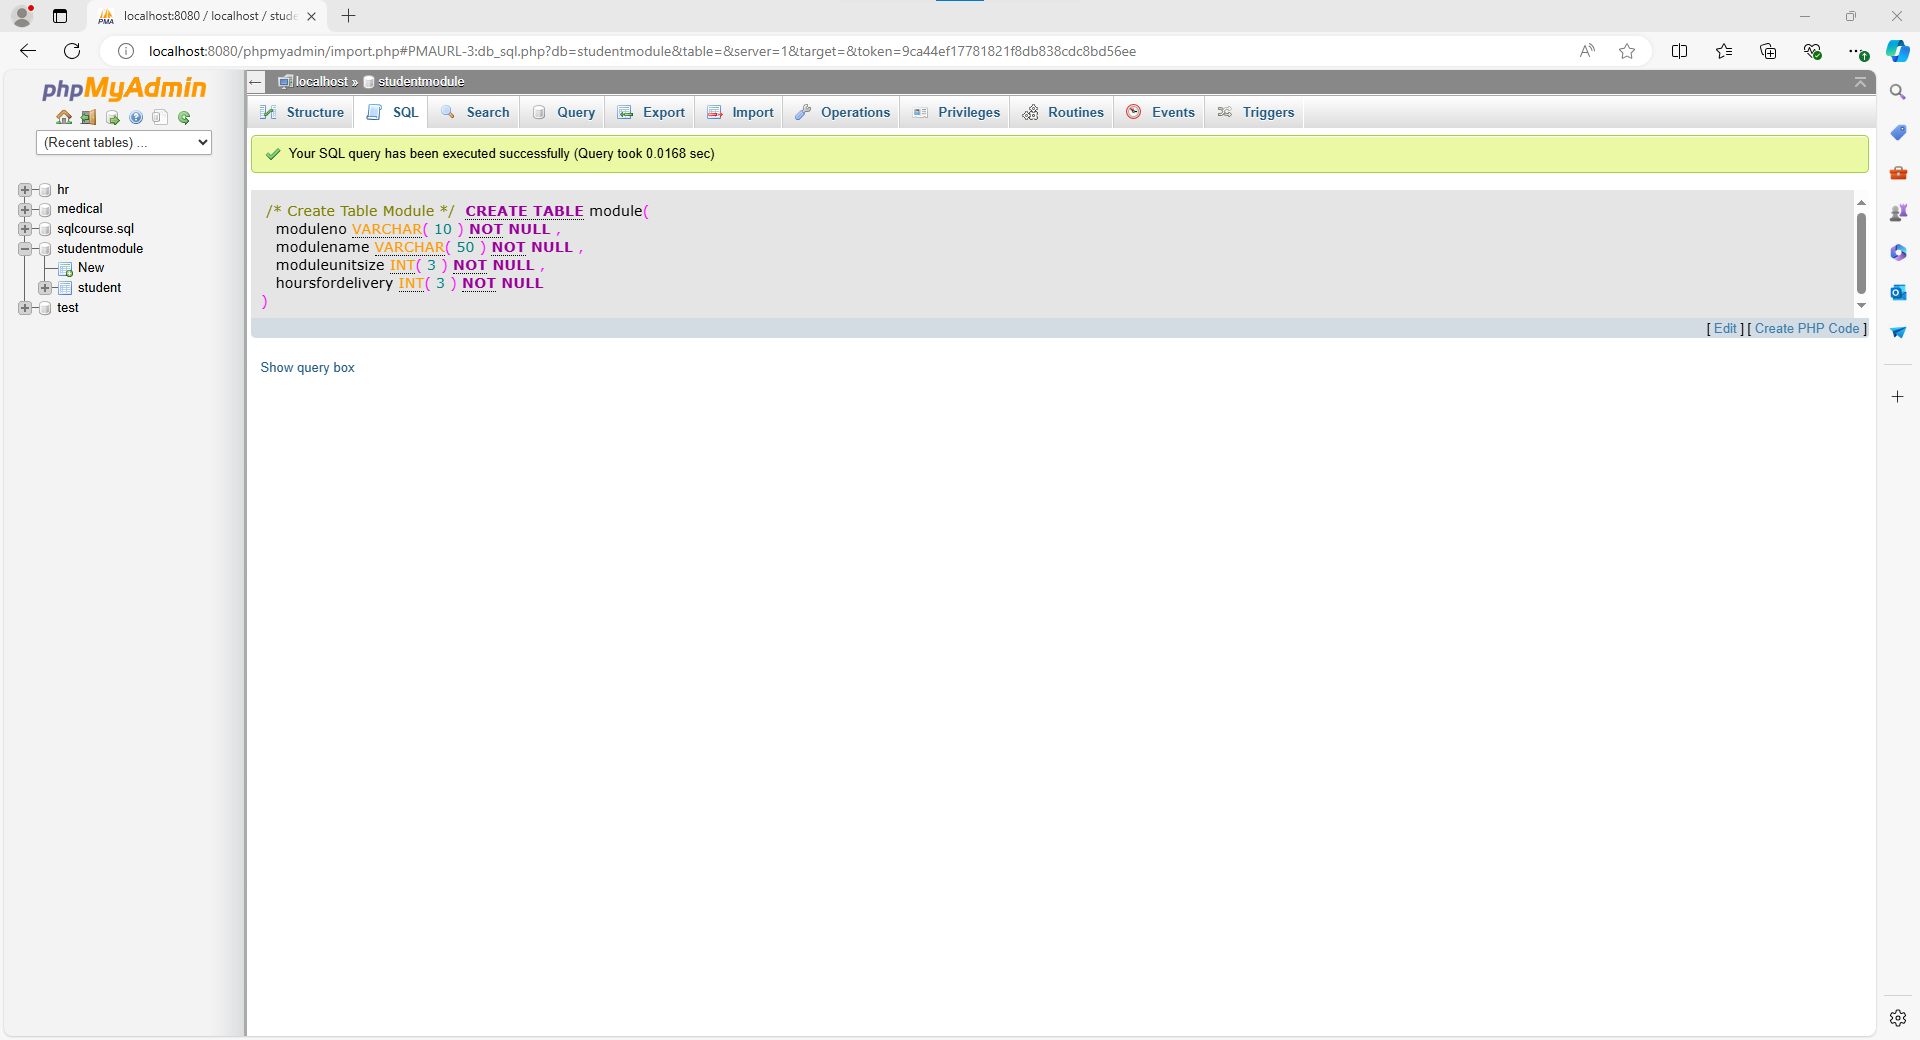 localhost:8080 / localhost / stude
localhost:8080/phpmyadmin/import.php#PMAURL-3:db_sql.php?db=studentmodule&table=&server=1&target=&token=9ca44ef17781821f8db838cdc8bd56ee
phpMyAdmin
(Recent tables) ...
hr
medical
sqlcourse.sql
studentmodule
New
student
test
localhost » studentmodule
Structure SQL Search Query Export Import Operations Privileges Routines Events Triggers
Your SQL query has been executed successfully (Query took 0.0168 sec)
/* Create Table Module */ CREATE TABLE module(
moduleno VARCHAR( 10 ) NOT NULL ,
modulename VARCHAR( 50 ) NOT NULL ,
moduleunitsize INT( 3 ) NOT NULL ,
hoursfordelivery INT( 3 ) NOT NULL
)
[ Edit ] [ Create PHP Code ]
Show query box